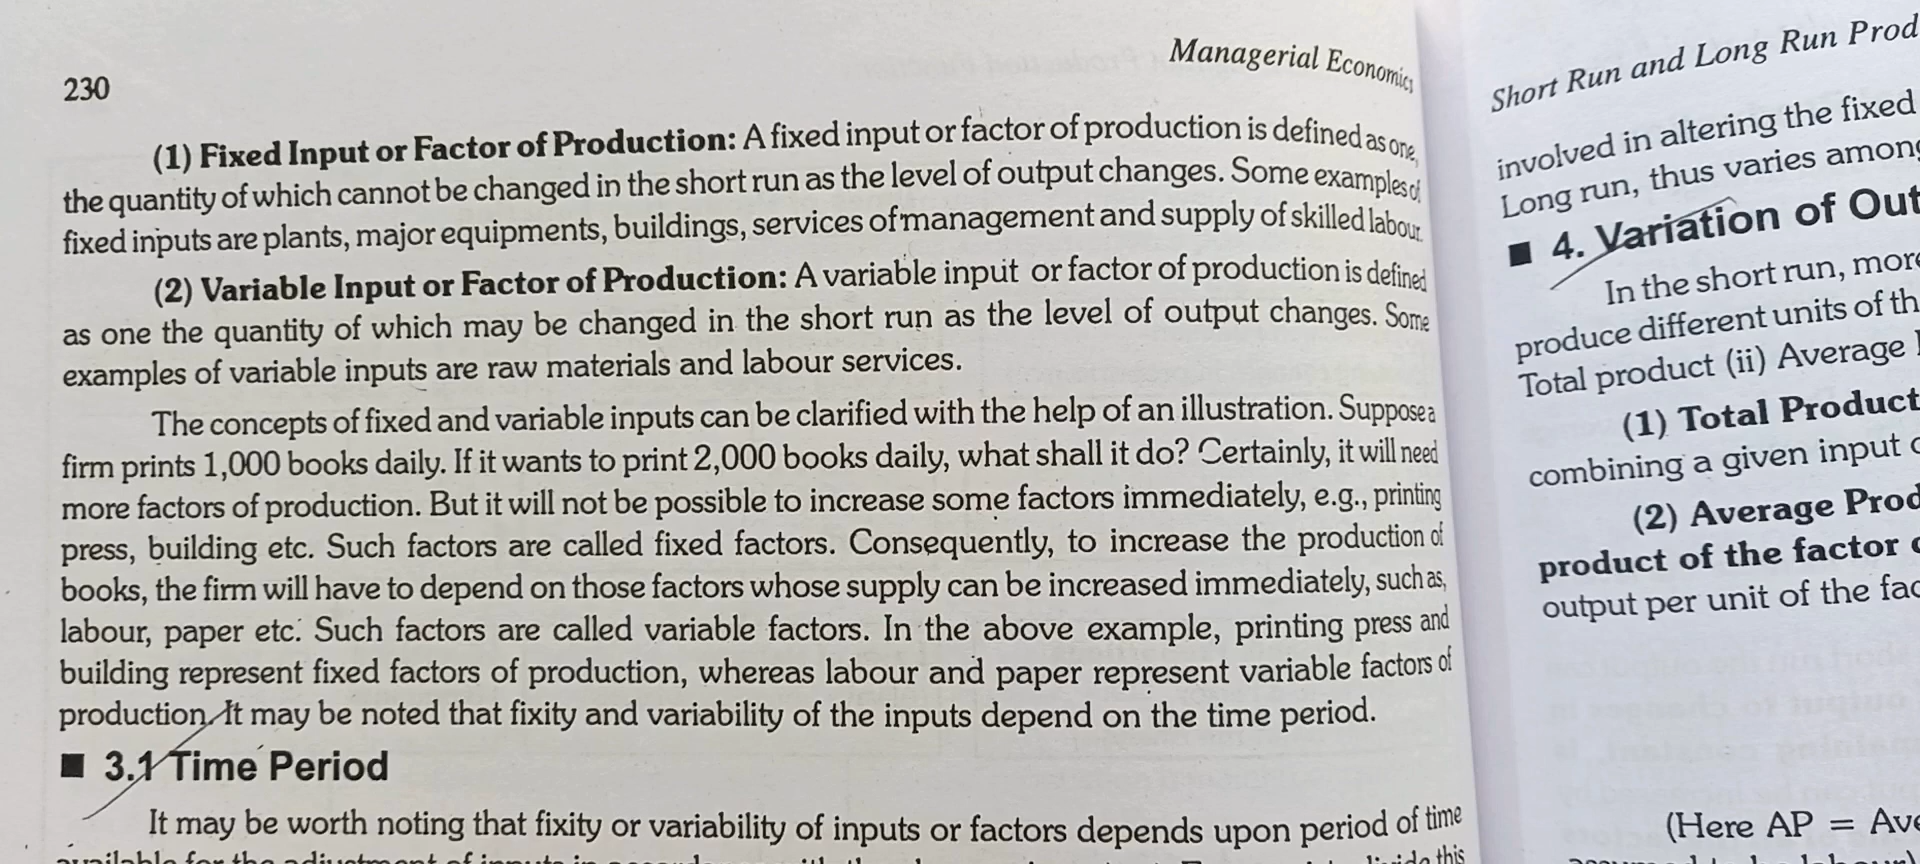 230
Managerial Economics
(1) Fixed Input or Factor of Production: A fixed input or factor of production is defined as one,
the quantity of which cannot be changed in the short run as the level of output changes. Some examples of
fixed inputs are plants, major equipments, buildings, services of management and supply of skilled labour.
(2) Variable Input or Factor of Production: A variable input or factor of production is defined
as one the quantity of which may be changed in the short run as the level of output changes. Some
examples of variable inputs are raw materials and labour services.
The concepts of fixed and variable inputs can be clarified with the help of an illustration. Suppose a
firm prints 1,000 books daily. If it wants to print 2,000 books daily, what shall it do? Certainly, it will need
more factors of production. But it will not be possible to increase some factors immediately, e.g., printing
press, building etc. Such factors are called fixed factors. Consequently, to increase the production of
books, the firm will have to depend on those factors whose supply can be increased immediately, such as,
labour, paper etc. Such factors are called variable factors. In the above example, printing press and
building represent fixed factors of production, whereas labour and paper represent variable factors of
production. It may be noted that fixity and variability of the inputs depend on the time period.
■ 3.1 Time Period
It may be worth noting that fixity or variability of inputs or factors depends upon period of time
Short Run and Long Run Prod
involved in altering the fixed
Long run, thus varies among
■ 4. Variation of Out
In the short run, more
produce different units of th
Total product (ii) Average
(1) Total Product
combining a given input
(2) Average Prod
product of the factor
output per unit of the fac
(Here AP = Ave